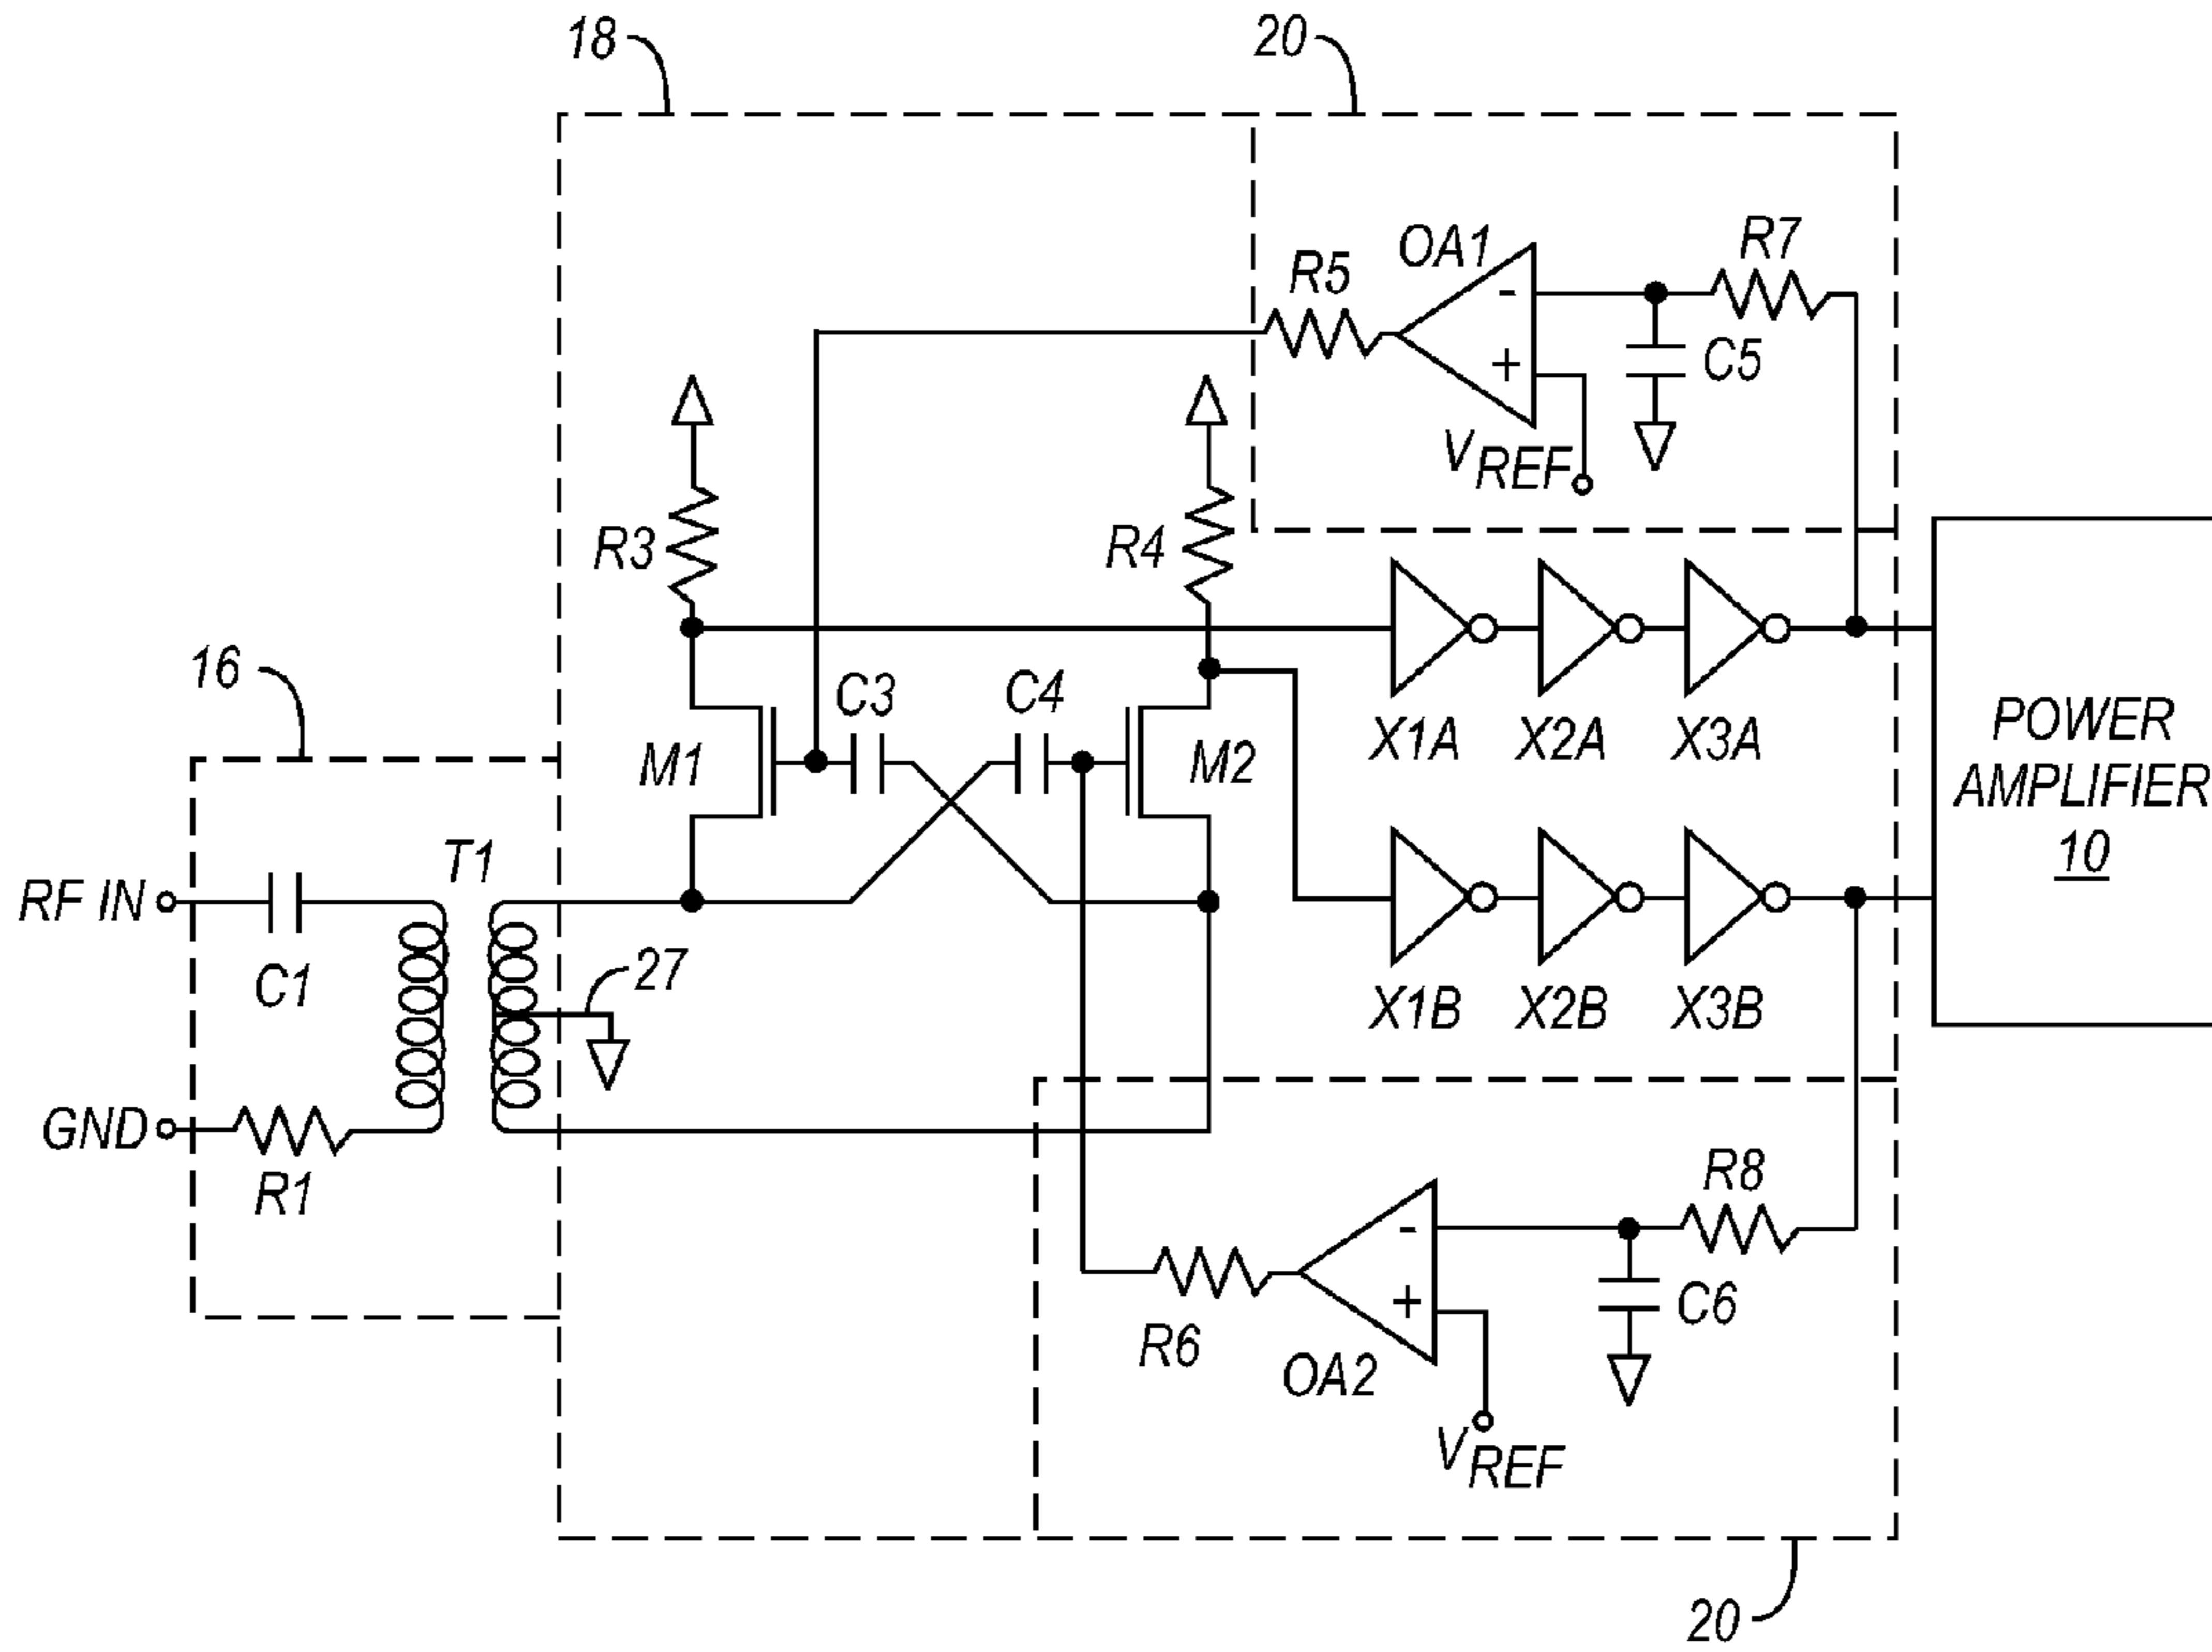 18
20
OA1
R7
R5
-
+
C5
VREF
R3
R4
16
C3
C4
M1
M2
X1A
X2A
X3A
POWER
AMPLIFIER
10
T1
RF IN
C1
27
X1B
X2B
X3B
GND
R1
R8
-
+
C6
R6
OA2
VREF
20